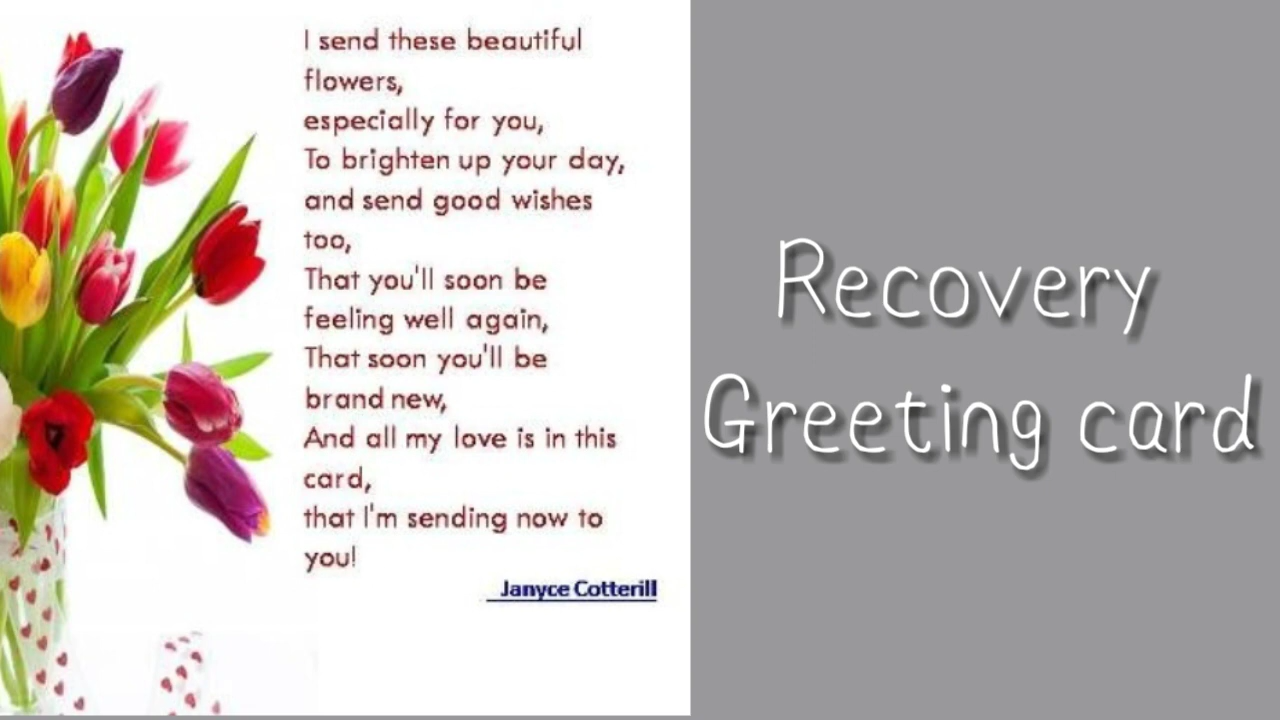 I send these beautiful
flowers,
especially for you,
To brighten up your day,
and send good wishes
too,
That you'll soon be
feeling well again,
That soon you'll be
brand new,
And all my love is in this
card,
that I'm sending now to
you!
Janyce Cotterill
Recovery
Greeting card